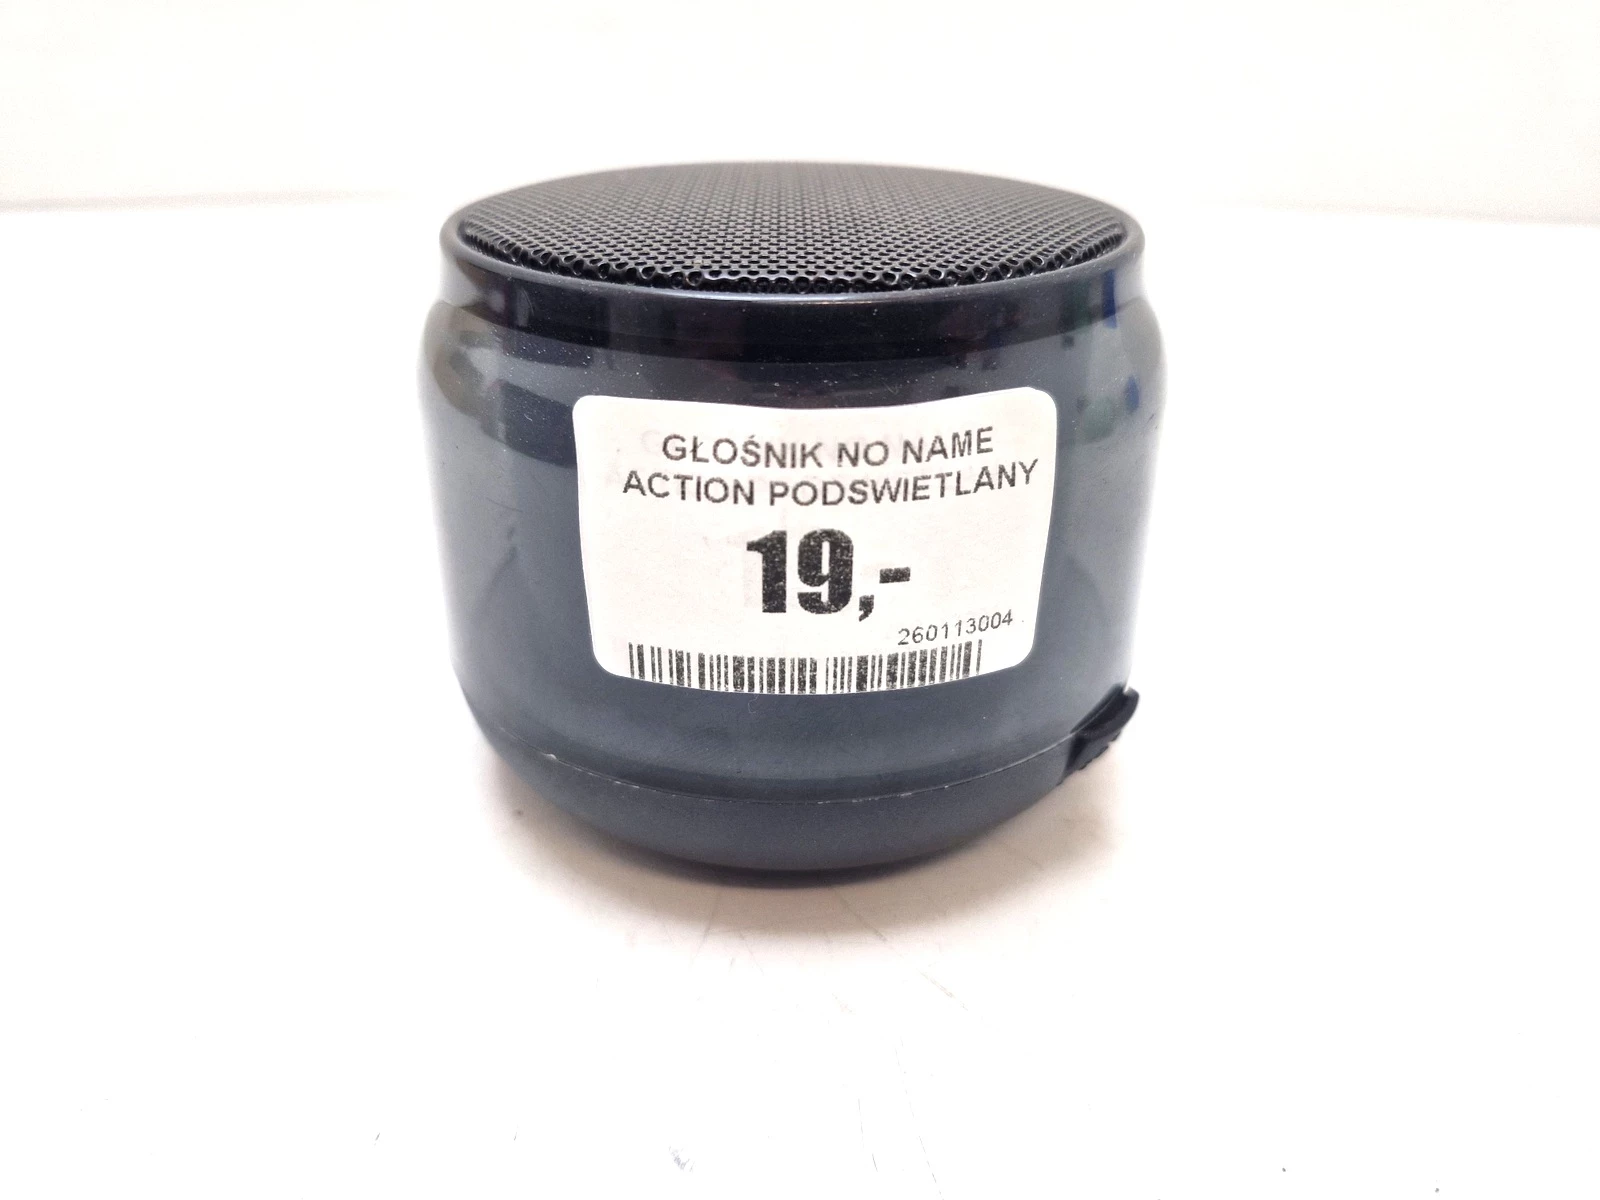 GŁOŚNIK NO NAME
ACTION PODSWIETLANY
19,-
260113004